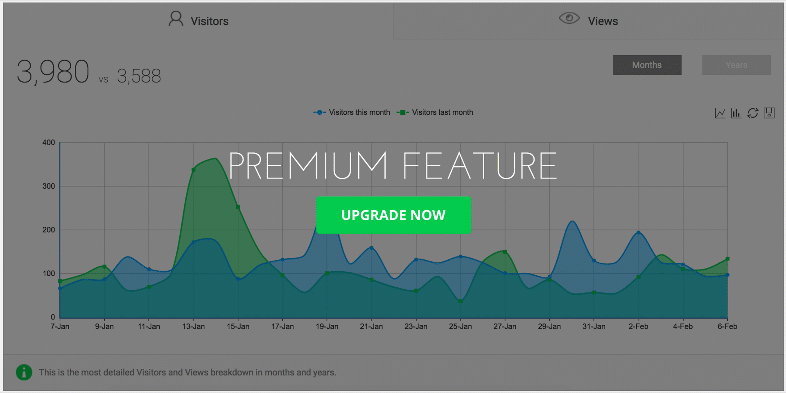 Visitors
Views
3,980 vs 3,588
Months
Years
Visitors this month
Visitors last month
400
300
200
100
0
PREMIUM FEATURE
UPGRADE NOW
7-Jan 9-Jan 11-Jan 13-Jan 15-Jan 17-Jan 19-Jan 21-Jan 23-Jan 25-Jan 27-Jan 29-Jan 31-Jan 2-Feb 4-Feb 6-Feb
This is the most detailed Visitors and Views breakdown in months and years.